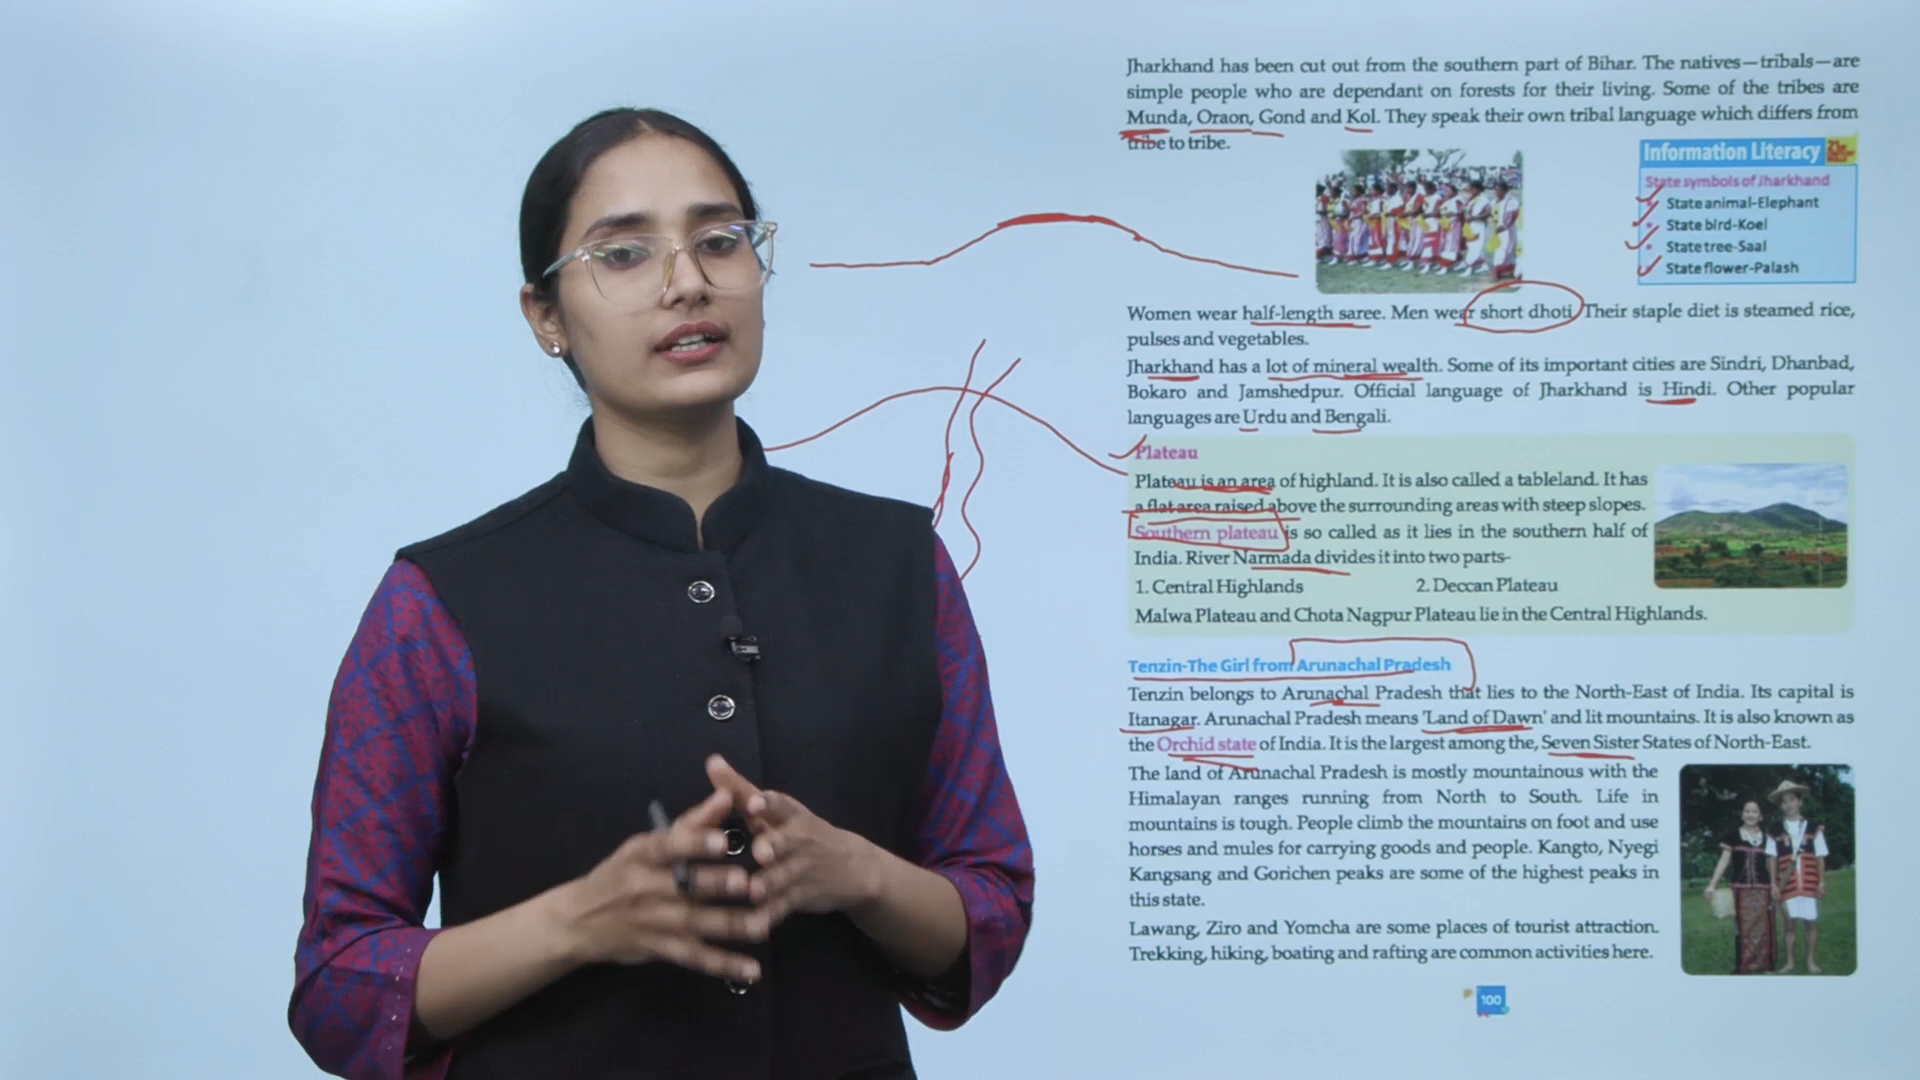 Jharkhand has been cut out from the southern part of Bihar. The natives—tribals—are
simple people who are dependant on forests for their living. Some of the tribes are
Munda, Oraon, Gond and Kol. They speak their own tribal language which differs from
tribe to tribe.
Information Literacy
State symbols of Jharkhand
State animal-Elephant
State bird-Koel
State tree-Saal
State flower-Palash
Women wear half-length saree. Men wear short dhoti. Their staple diet is steamed rice,
pulses and vegetables.
Jharkhand has a lot of mineral wealth. Some of its important cities are Sindri, Dhanbad,
Bokaro and Jamshedpur. Official language of Jharkhand is Hindi. Other popular
languages are Urdu and Bengali.
Plateau
Plateau is an area of highland. It is also called a tableland. It has
a flat area raised above the surrounding areas with steep slopes.
Southern plateau is so called as it lies in the southern half of
India. River Narmada divides it into two parts-
1. Central Highlands 2. Deccan Plateau
Malwa Plateau and Chota Nagpur Plateau lie in the Central Highlands.
Tenzin-The Girl from Arunachal Pradesh
Tenzin belongs to Arunachal Pradesh that lies to the North-East of India. Its capital is
Itanagar. Arunachal Pradesh means 'Land of Dawn' and lit mountains. It is also known as
the Orchid state of India. It is the largest among the, Seven Sister States of North-East.
The land of Arunachal Pradesh is mostly mountainous with the
Himalayan ranges running from North to South. Life in
mountains is tough. People climb the mountains on foot and use
horses and mules for carrying goods and people. Kangto, Nyegi
Kangsang and Gorichen peaks are some of the highest peaks in
this state.
Lawang, Ziro and Yomcha are some places of tourist attraction.
Trekking, hiking, boating and rafting are common activities here.
100